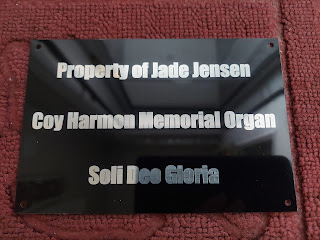 Property of Jade Jensen
Coy Harmon Memorial Organ
Soli Deo Gloria